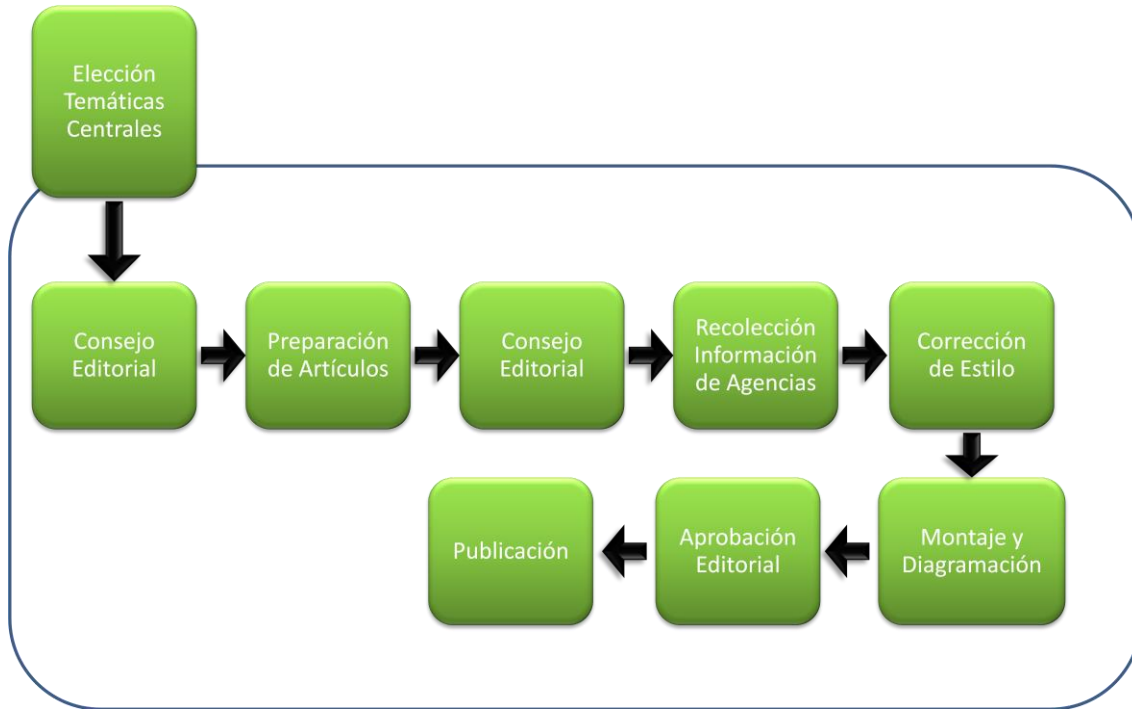 Elección
Temáticas
Centrales
Consejo
Editorial
Preparación
de Artículos
Consejo
Editorial
Recolección
Información
de Agencias
Corrección
de Estilo
Montaje y
Diagramación
Aprobación
Editorial
Publicación